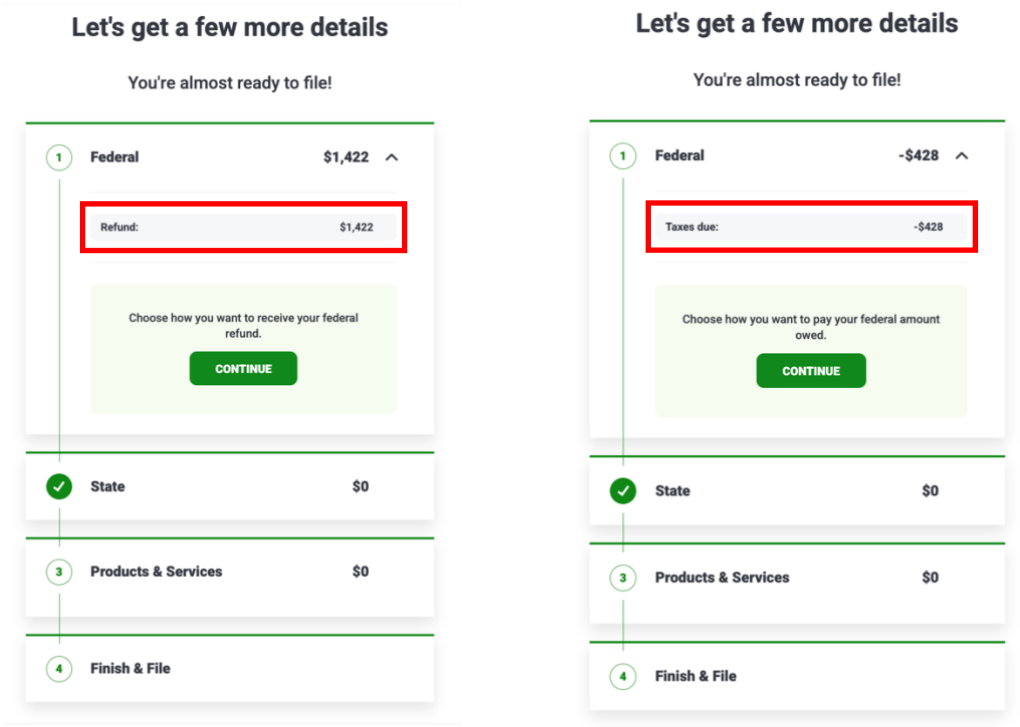 Let's get a few more details
You're almost ready to file!
1 Federal $1,422
Refund: $1,422
Choose how you want to receive your federal
refund.
CONTINUE
State $0
3 Products & Services $0
4 Finish & File
Let's get a few more details
You're almost ready to file!
1 Federal -$428
Taxes due: -$428
Choose how you want to pay your federal amount
owed.
CONTINUE
State $0
3 Products & Services $0
4 Finish & File